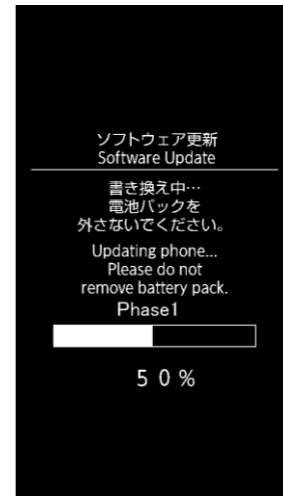 ソフトウェア更新
Software Update
書き換え中…
電池パックを
外さないでください。
Updating phone...
Please do not
remove battery pack.
Phase1
50%